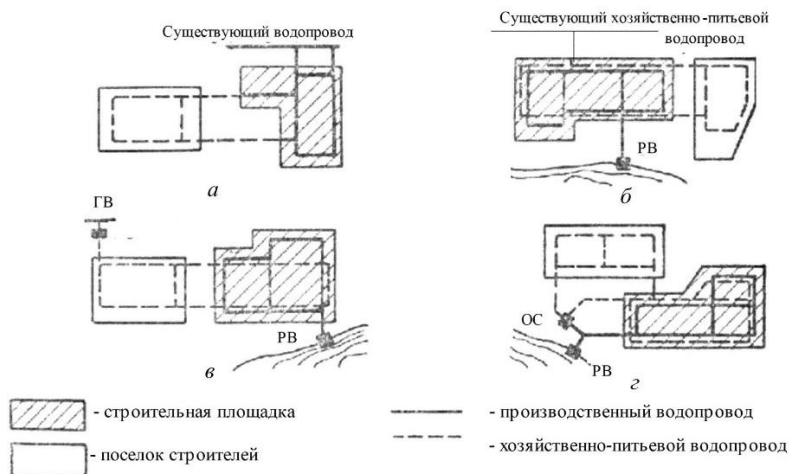 Существующий водопровод
а
Существующий хозяйственно-питьевой
водопровод
РВ
б
ГВ
РВ
в
ОС
РВ
г
- строительная площадка
- поселок строителей
- производственный водопровод
- хозяйственно-питьевой водопровод